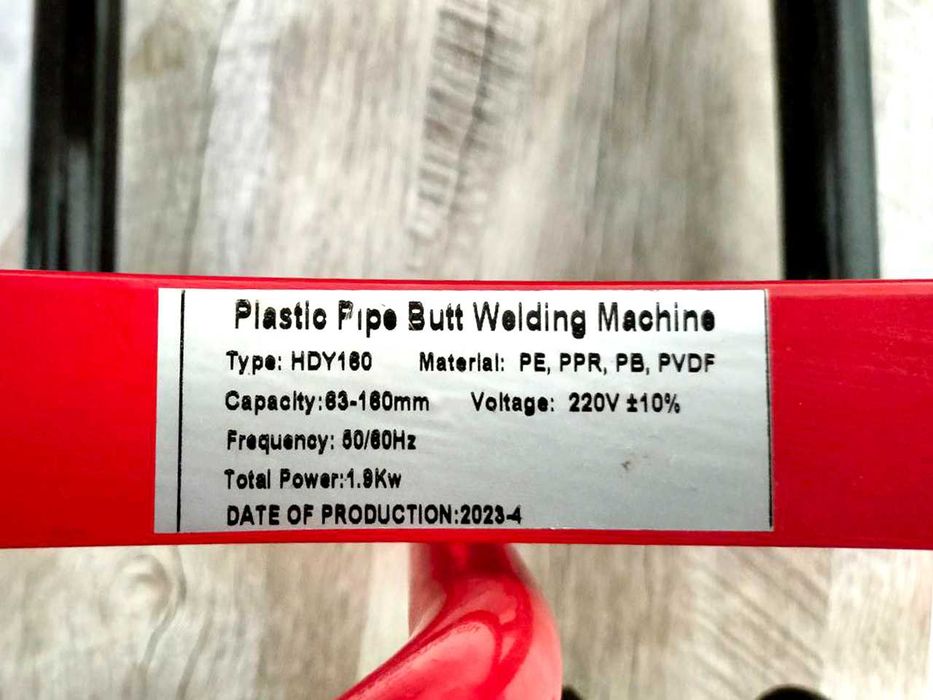 Plastic Pipe Butt Welding Machine
Type: HDY160 Material: PE, PPR, PB, PVDF
Capacity:63-160mm Voltage: 220V ±10%
Frequency: 50/60Hz
Total Power:1.9Kw
DATE OF PRODUCTION:2023-4